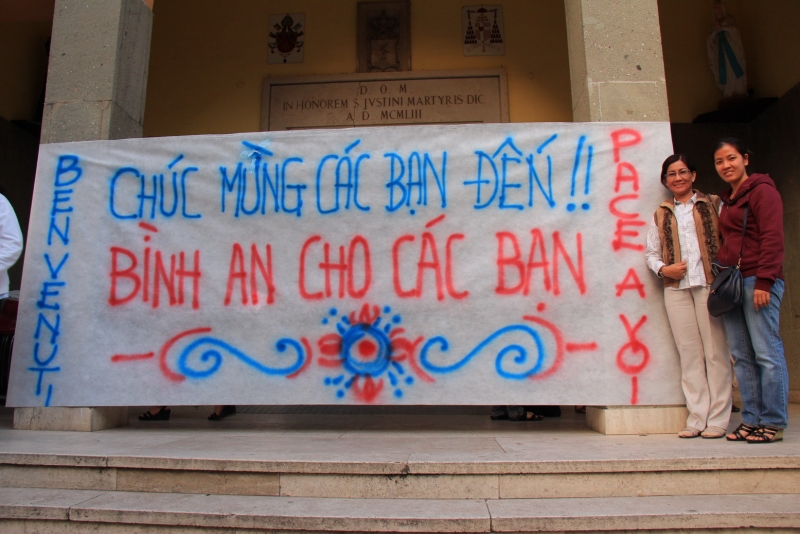 D O M
IN HONOREM S. JVSTINI MARTYRIS DIC.
A. D MCMLIII
BENVENUTI
CHÚC MỪNG CÁC BẠN ĐẾN !!
BÌNH AN CHO CÁC BẠN
PACE A VOI